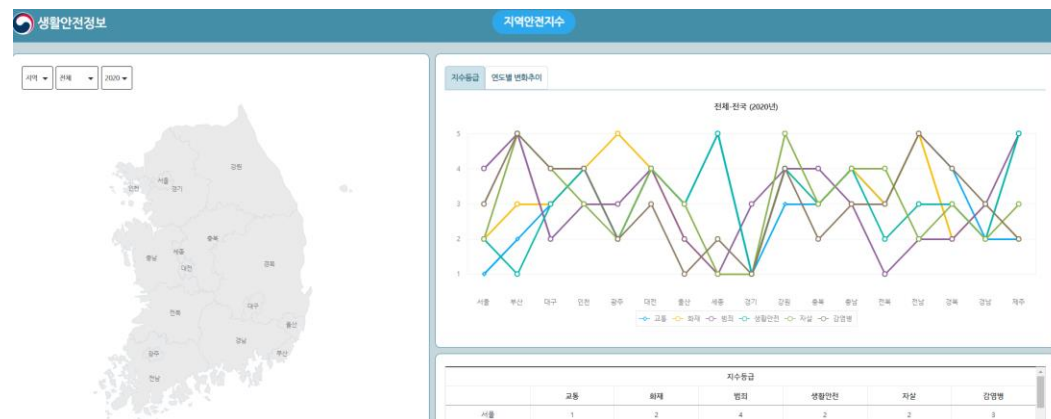 생활안전정보
지역안전지수
지역 전체 2020
지수등급 연도별 변화추이
전체-전국 (2020년)
5
4
3
2
1
서울 부산 대구 인천 광주 대전 울산 세종 경기 강원 충북 충남 전북 전남 경북 경남 제주
교통 화재 범죄 생활안전 자살 감염병
강원
서울
인천 경기
충북
세종
충남
대전
경북
대구
전북
울산
경남
광주
부산
전남
지수등급
교통 화재 범죄 생활안전 자살 감염병
서울 1 2 4 2 2 3